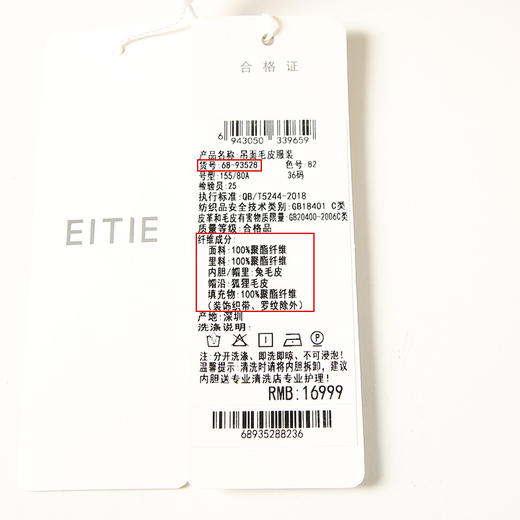 EITIE
合格证
6 943050 339659
产品名称:吊面毛皮服装
货号:68-93528 色号:82
号型:155/80A 36码
检验员:25
执行标准:QB/T5244-2018
纺织品安全技术类别:GB18401 C类
皮革和毛皮有害物质限量:GB20400-2006C类
质量等级:合格品
纤维成分:
面料:100%聚酯纤维
里料:100%聚酯纤维
内胆/帽里:兔毛皮
帽沿:狐狸毛皮
填充物:100%聚酯纤维
(装饰织带、罗纹除外)
产地:深圳
洗涤说明:
P
注:分开洗涤、即洗即晾、不可浸泡!
温馨提示:清洗时请将内胆拆卸,建议
内胆送专业清洗店专业护理!
RMB:16999
68935288236